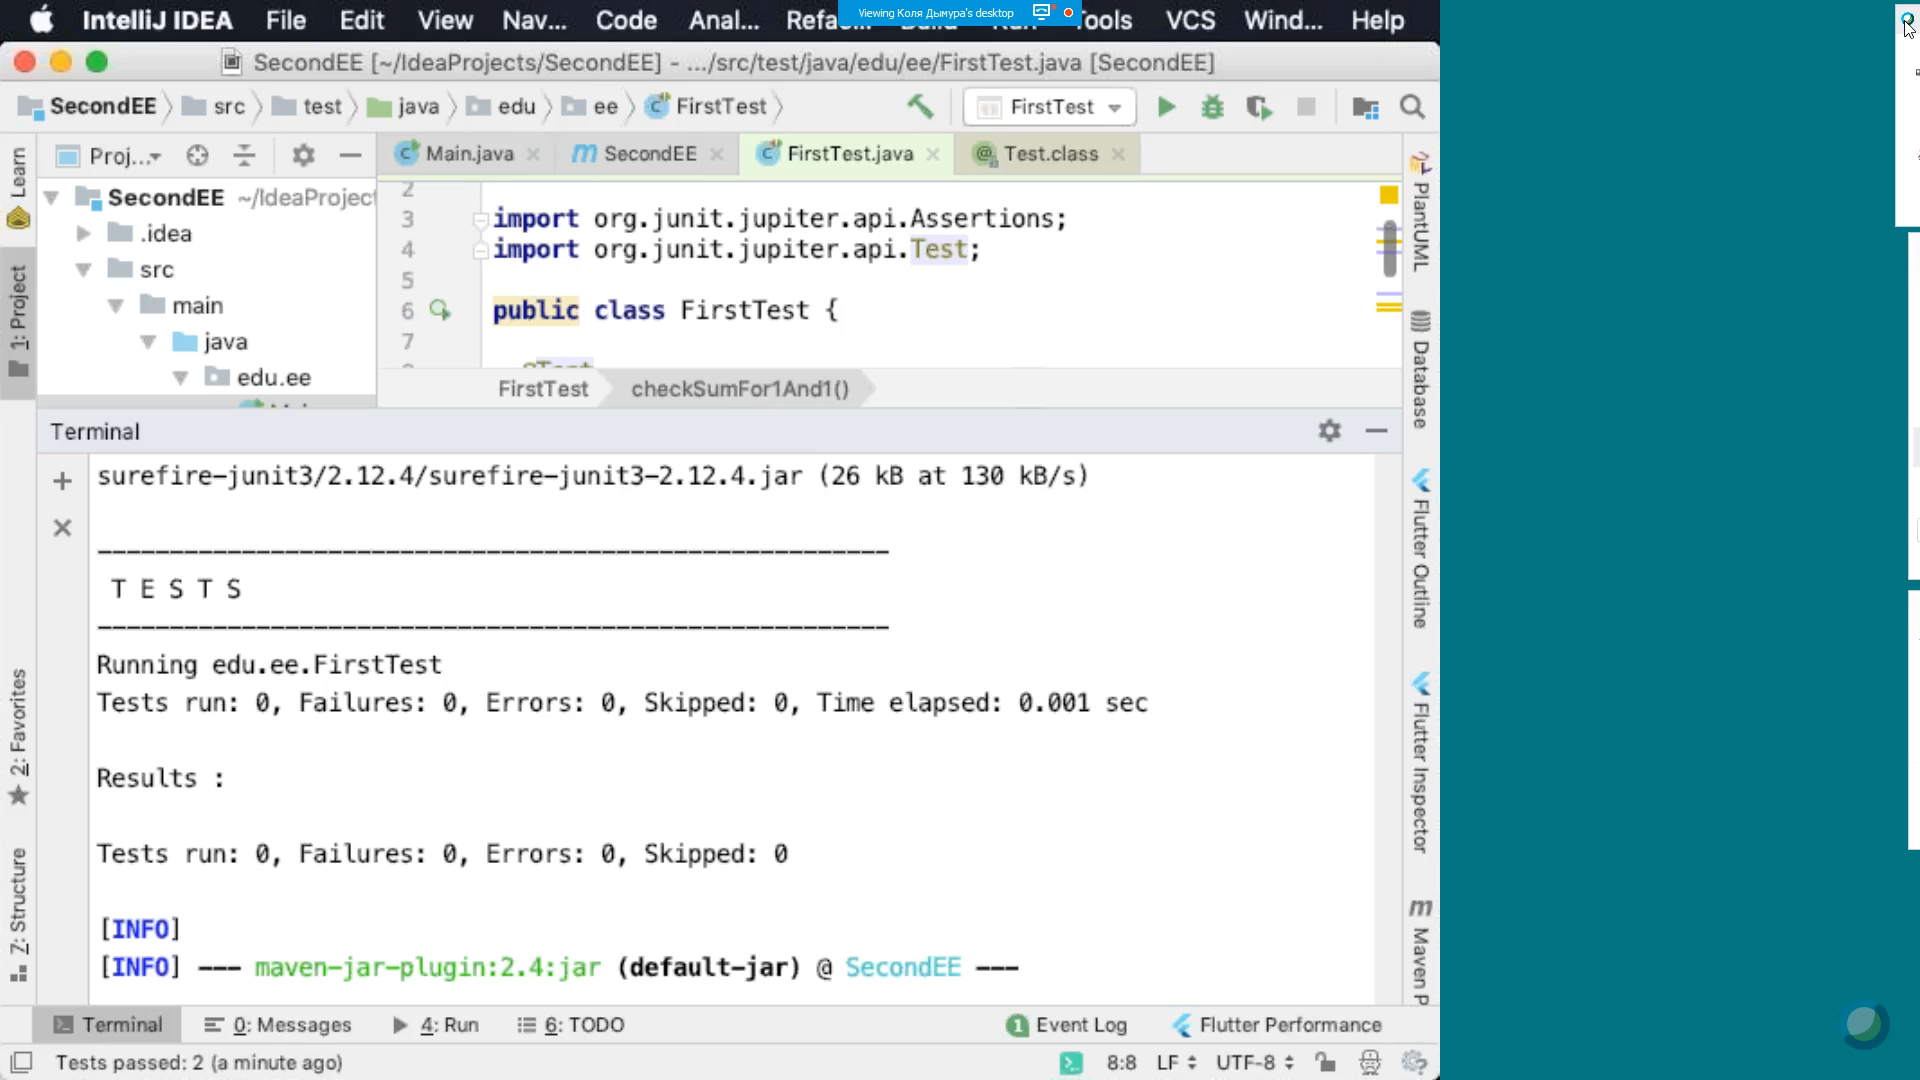 IntelliJ IDEA File Edit View Nav... Code Anal... Refa... Tools VCS Wind... Help
Viewing Коля Дымура's desktop
SecondEE [~/IdeaProjects/SecondEE] - .../src/test/java/edu/ee/FirstTest.java [SecondEE]
SecondEE src test java edu ee FirstTest FirstTest
Proj... Main.java SecondEE FirstTest.java Test.class
SecondEE ~/IdeaProject
.idea
src
main
java
edu.ee
2
3 import org.junit.jupiter.api.Assertions;
4 import org.junit.jupiter.api.Test;
5
6 public class FirstTest {
7
@Test
FirstTest checkSumFor1And1()
Terminal
surefire-junit3/2.12.4/surefire-junit3-2.12.4.jar (26 kB at 130 kB/s)
-------------------------------------------------------
T E S T S
-------------------------------------------------------
Running edu.ee.FirstTest
Tests run: 0, Failures: 0, Errors: 0, Skipped: 0, Time elapsed: 0.001 sec
Results :
Tests run: 0, Failures: 0, Errors: 0, Skipped: 0
[INFO]
[INFO] --- maven-jar-plugin:2.4:jar (default-jar) @ SecondEE ---
Learn
1: Project
2: Favorites
7: Structure
PlantUML
Database
Flutter Outline
Flutter Inspector
Maven P
Terminal 0: Messages 4: Run 6: TODO 1 Event Log Flutter Performance
Tests passed: 2 (a minute ago) 8:8 LF UTF-8